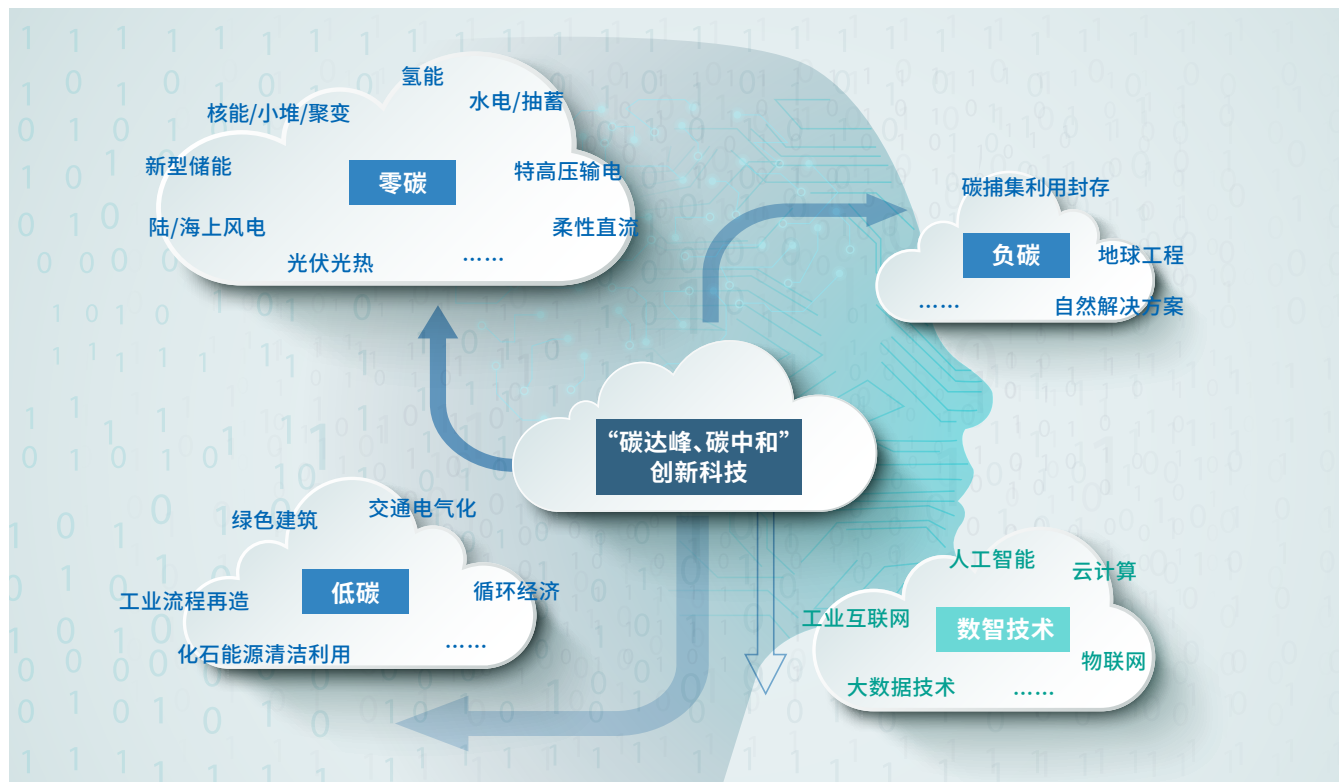 氢能
水电/抽蓄
核能/小堆/聚变
新型储能
零碳
特高压输电
陆/海上风电
柔性直流
光伏光热
……
碳捕集利用封存
负碳
地球工程
……
自然解决方案
“碳达峰、碳中和”
创新科技
交通电气化
绿色建筑
低碳
循环经济
工业流程再造
化石能源清洁利用
……
人工智能
云计算
工业互联网
数智技术
物联网
大数据技术
……